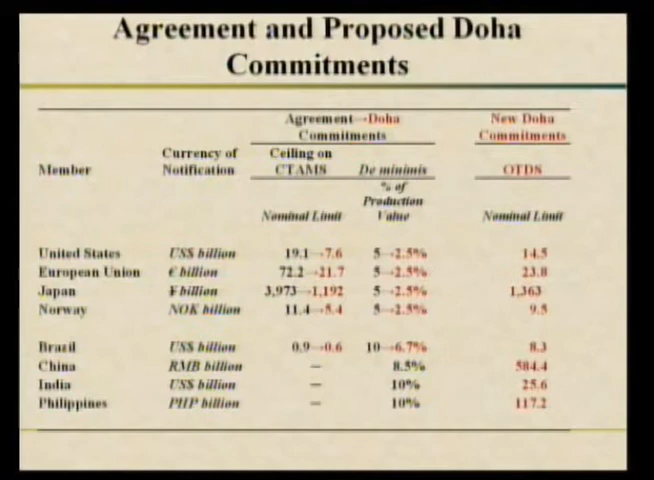 Agreement and Proposed Doha
Commitments
Agreement→Doha
Commitments
New Doha
Commitments
Member
Currency of
Notification
Ceiling on
CTAMS
De minimis
OTDS
Nominal Limit
% of
Production
Value
Nominal Limit
United States US$ billion 19.1→7.6 5→2.5% 14.5
European Union € billion 72.2→21.7 5→2.5% 23.8
Japan ¥ billion 3,973→1,192 5→2.5% 1,363
Norway NOK billion 11.4→5.4 5→2.5% 9.5
Brazil US$ billion 0.9→0.6 10→6.7% 8.3
China RMB billion – 8.5% 584.4
India US$ billion – 10% 25.6
Philippines PHP billion – 10% 117.2